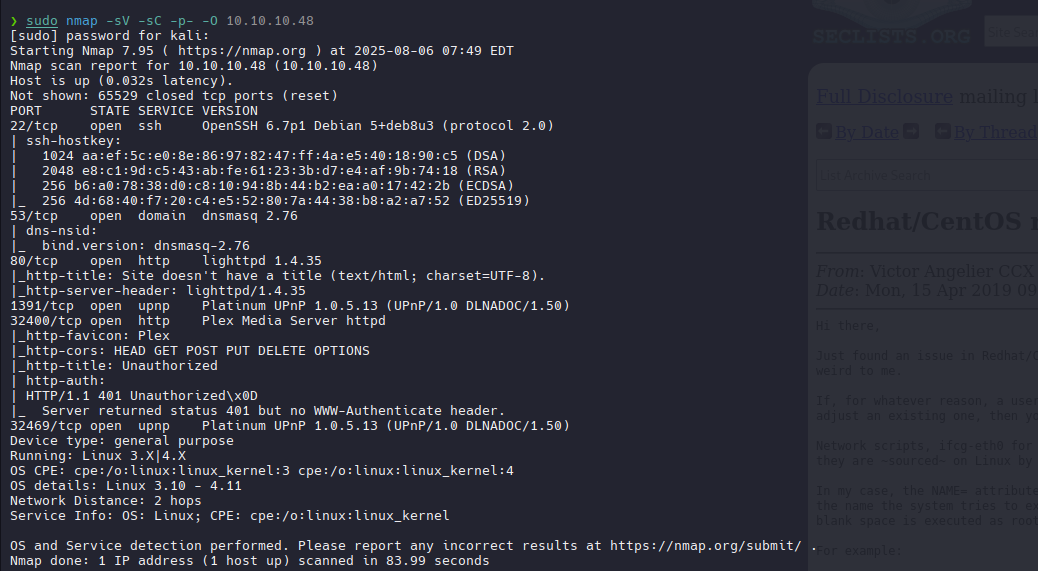 ❯ sudo nmap -sV -sC -p- -O 10.10.10.48
[sudo] password for kali:
Starting Nmap 7.95 ( https://nmap.org ) at 2025-08-06 07:49 EDT
Nmap scan report for 10.10.10.48 (10.10.10.48)
Host is up (0.032s latency).
Not shown: 65529 closed tcp ports (reset)
PORT      STATE SERVICE VERSION
22/tcp    open  ssh     OpenSSH 6.7p1 Debian 5+deb8u3 (protocol 2.0)
| ssh-hostkey:
|   1024 aa:ef:5c:e0:8e:86:97:82:47:ff:4a:e5:40:18:90:c5 (DSA)
|   2048 e8:c1:9d:c5:43:ab:fe:61:23:3b:d7:e4:af:9b:74:18 (RSA)
|   256 b6:a0:78:38:d0:c8:10:94:8b:44:b2:ea:a0:17:42:2b (ECDSA)
|_  256 4d:68:40:f7:20:c4:e5:52:80:7a:44:38:b8:a2:a7:52 (ED25519)
53/tcp    open  domain  dnsmasq 2.76
| dns-nsid:
|_  bind.version: dnsmasq-2.76
80/tcp    open  http    lighttpd 1.4.35
|_http-title: Site doesn't have a title (text/html; charset=UTF-8).
|_http-server-header: lighttpd/1.4.35
1391/tcp  open  upnp    Platinum UPnP 1.0.5.13 (UPnP/1.0 DLNADOC/1.50)
32400/tcp open  http    Plex Media Server httpd
|_http-favicon: Plex
|_http-cors: HEAD GET POST PUT DELETE OPTIONS
|_http-title: Unauthorized
| http-auth:
| HTTP/1.1 401 Unauthorized\x0D
|_  Server returned status 401 but no WWW-Authenticate header.
32469/tcp open  upnp    Platinum UPnP 1.0.5.13 (UPnP/1.0 DLNADOC/1.50)
Device type: general purpose
Running: Linux 3.X|4.X
OS CPE: cpe:/o:linux:linux_kernel:3 cpe:/o:linux:linux_kernel:4
OS details: Linux 3.10 - 4.11
Network Distance: 2 hops
Service Info: OS: Linux; CPE: cpe:/o:linux:linux_kernel
OS and Service detection performed. Please report any incorrect results at https://nmap.org/submit/ .
Nmap done: 1 IP address (1 host up) scanned in 83.99 seconds
SECLISTS.ORG
Site Sear
Full Disclosure mailing
By Date By Thread
List Archive Search
Redhat/CentOS
From: Victor Angelier CCX
Date: Mon, 15 Apr 2019 09
Hi there,
Just found an issue in Redhat/C
weird to me.
If, for whatever reason, a user
adjust an existing one, then yo
Network scripts, ifcg-eth0 for
they are ~sourced~ on Linux by
In my case, the NAME= attribute
the name the system tries to ex
blank space is executed as root
For example: